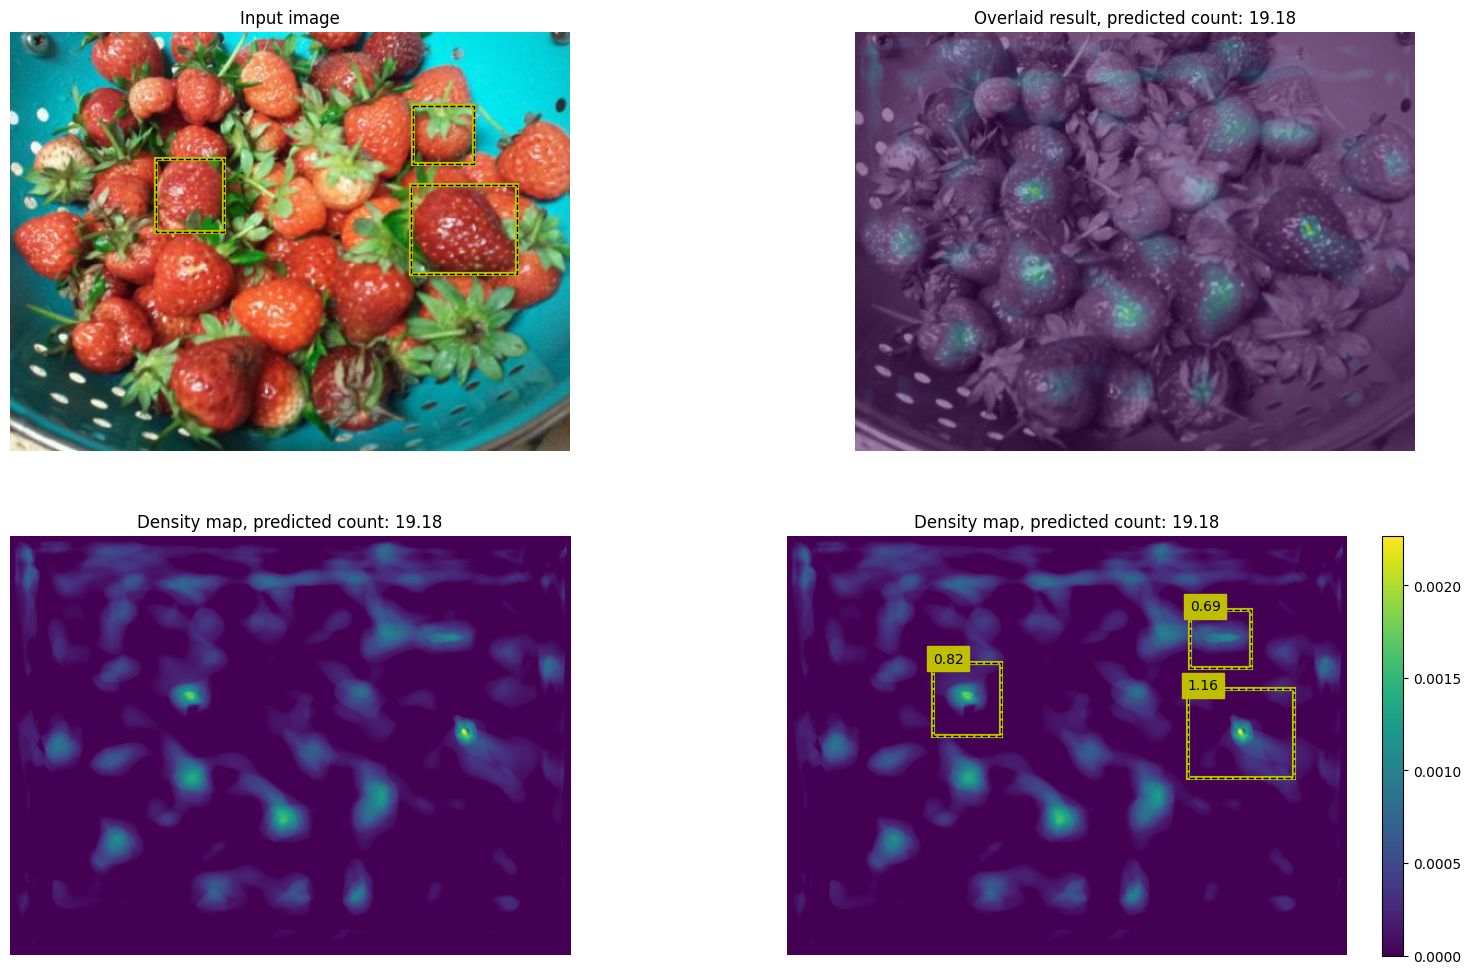 Input image
Overlaid result, predicted count: 19.18
Density map, predicted count: 19.18
Density map, predicted count: 19.18
0.69
0.82
1.16
0.0020
0.0015
0.0010
0.0005
0.0000